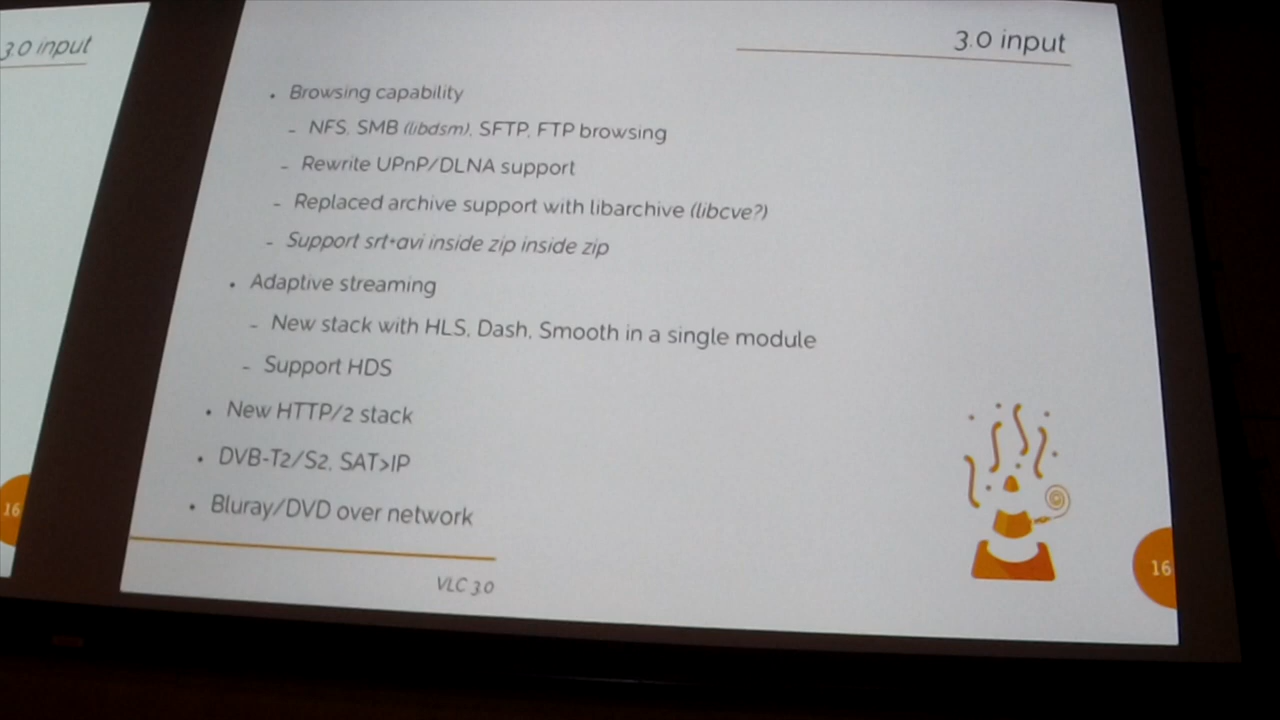 3.0 input
16
3.0 input
• Browsing capability
- NFS, SMB (libdsm), SFTP, FTP browsing
- Rewrite UPnP/DLNA support
- Replaced archive support with libarchive (libcve?)
- Support srt+avi inside zip inside zip
• Adaptive streaming
- New stack with HLS, Dash, Smooth in a single module
- Support HDS
• New HTTP/2 stack
• DVB-T2/S2, SAT>IP
• Bluray/DVD over network
VLC 3.0
16